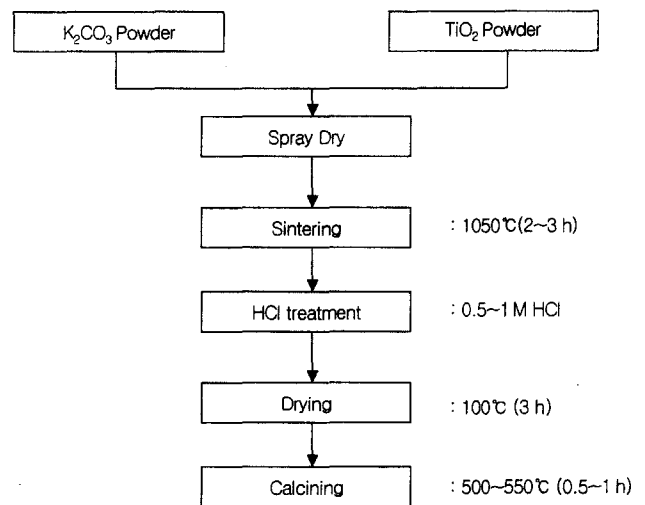 K₂CO₃ Powder
TiO₂ Powder
Spray Dry
Sintering : 1050℃(2~3 h)
HCl treatment : 0.5~1 M HCl
Drying : 100℃ (3 h)
Calcining : 500~550℃ (0.5~1 h)